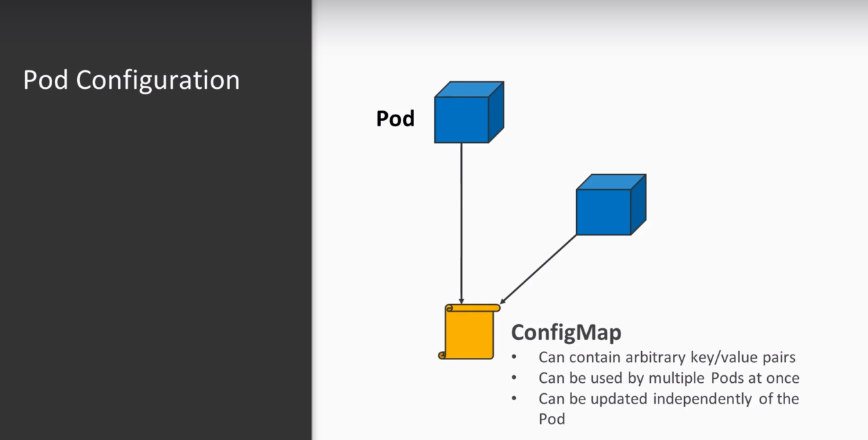 Pod Configuration
Pod
ConfigMap
• Can contain arbitrary key/value pairs
• Can be used by multiple Pods at once
• Can be updated independently of the
Pod